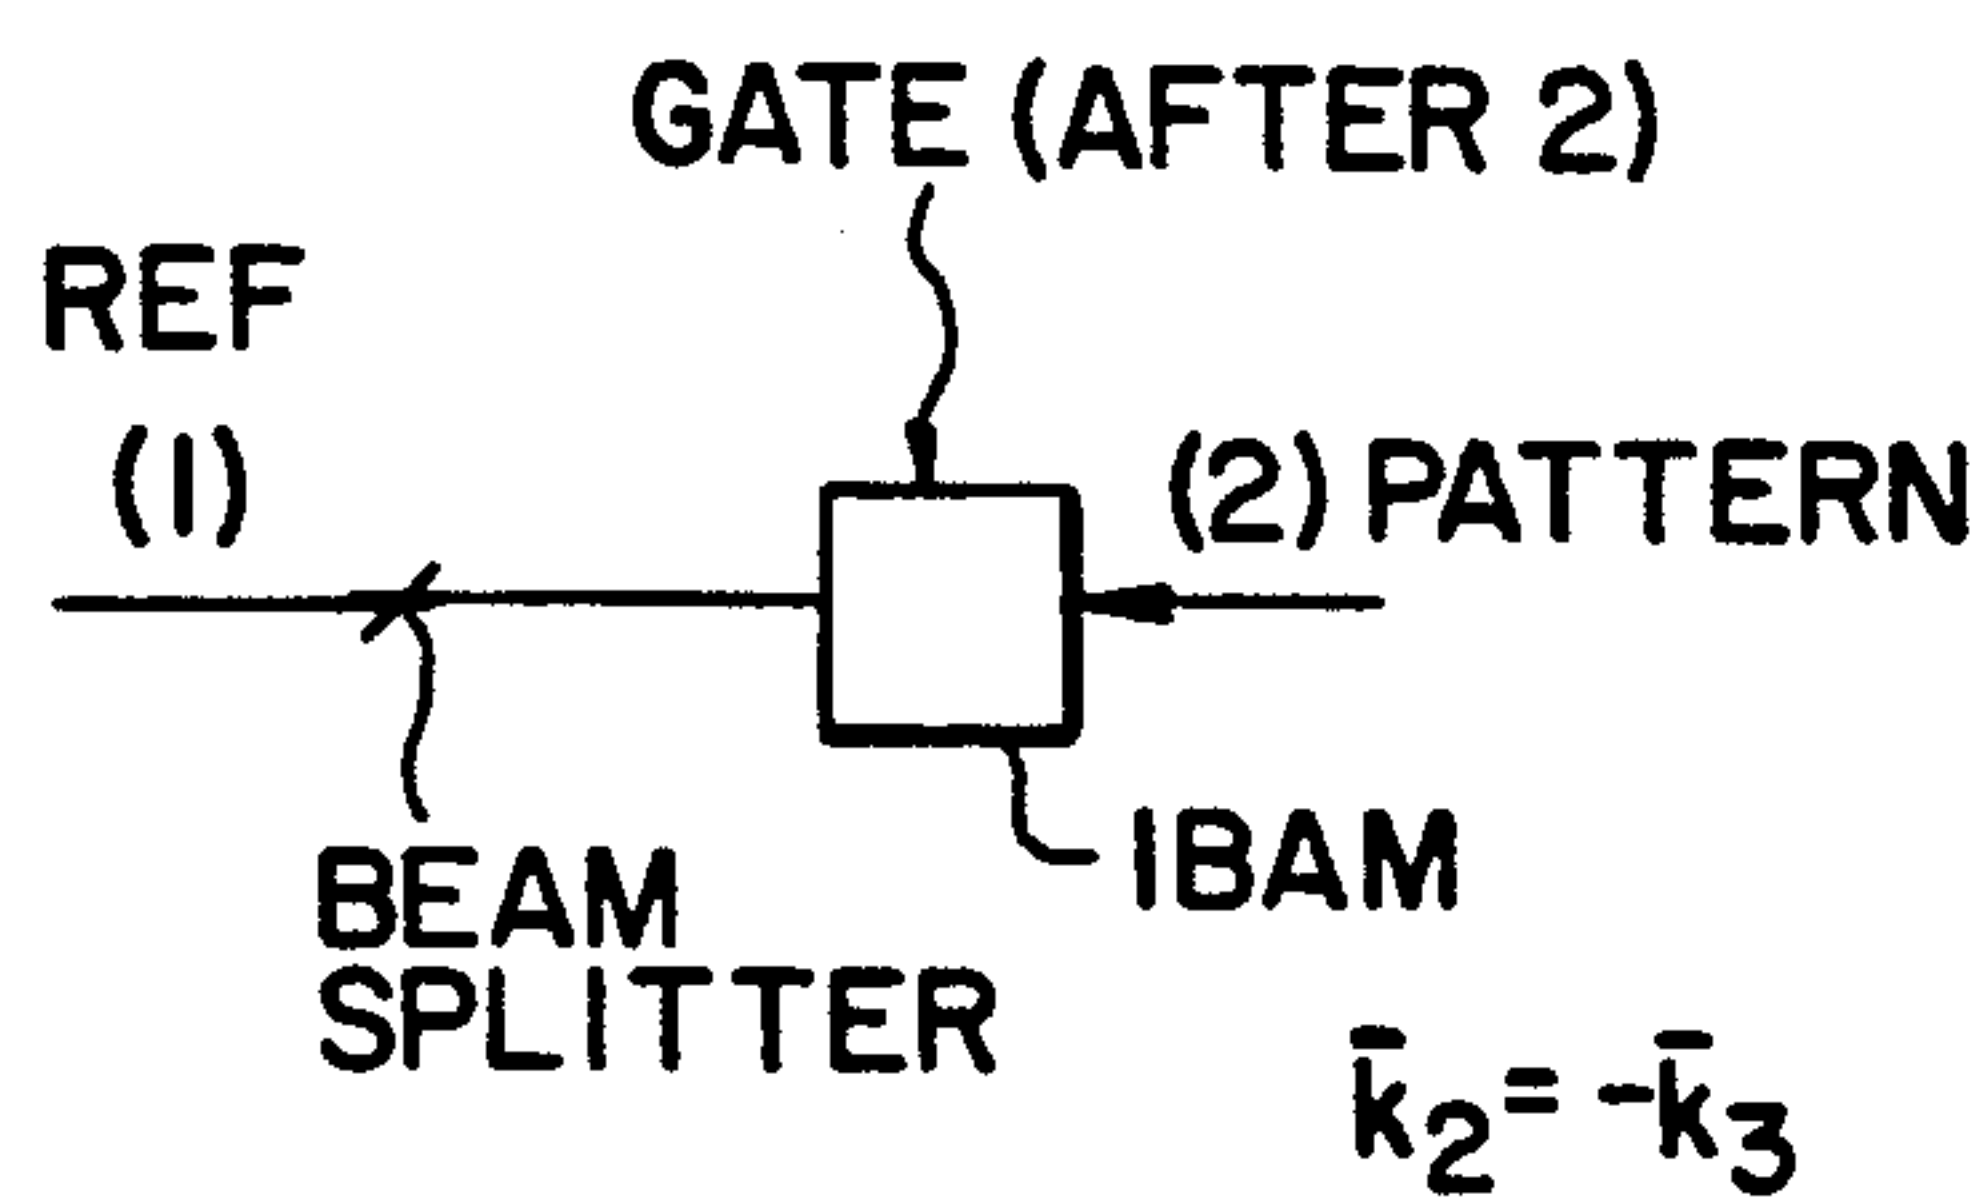 GATE (AFTER 2)
REF
(1)
(2) PATTERN
IBAM
BEAM
SPLITTER
k̄2 = -k̄3